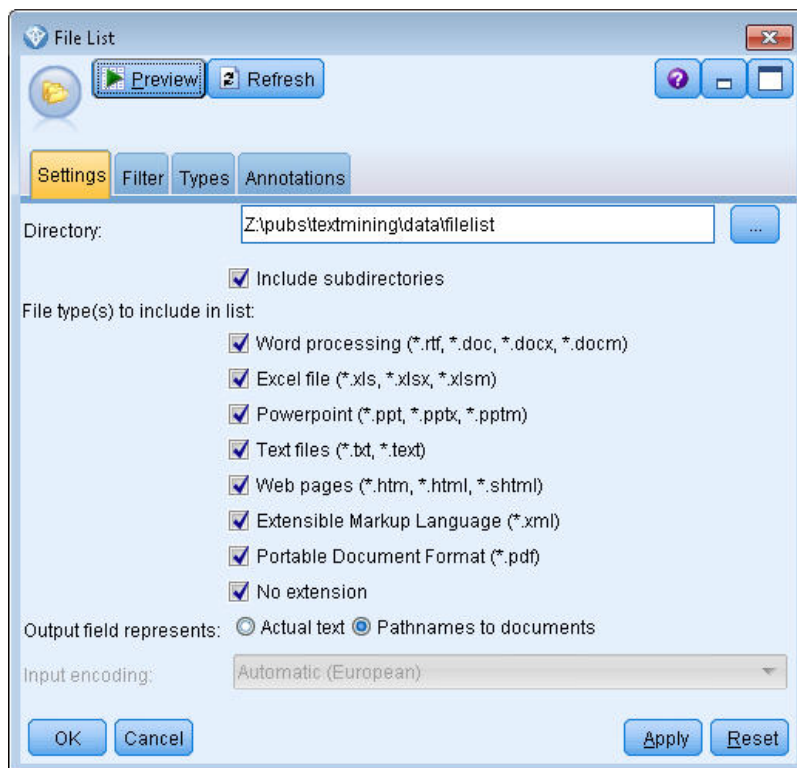 File List
Preview Refresh
Settings Filter Types Annotations
Directory: Z:\pubs\textmining\data\filelist ...
Include subdirectories
File type(s) to include in list:
Word processing (*.rtf, *.doc, *.docx, *.docm)
Excel file (*.xls, *.xlsx, *.xlsm)
Powerpoint (*.ppt, *.pptx, *.pptm)
Text files (*.txt, *.text)
Web pages (*.htm, *.html, *.shtml)
Extensible Markup Language (*.xml)
Portable Document Format (*.pdf)
No extension
Output field represents: Actual text Pathnames to documents
Input encoding: Automatic (European)
OK Cancel Apply Reset